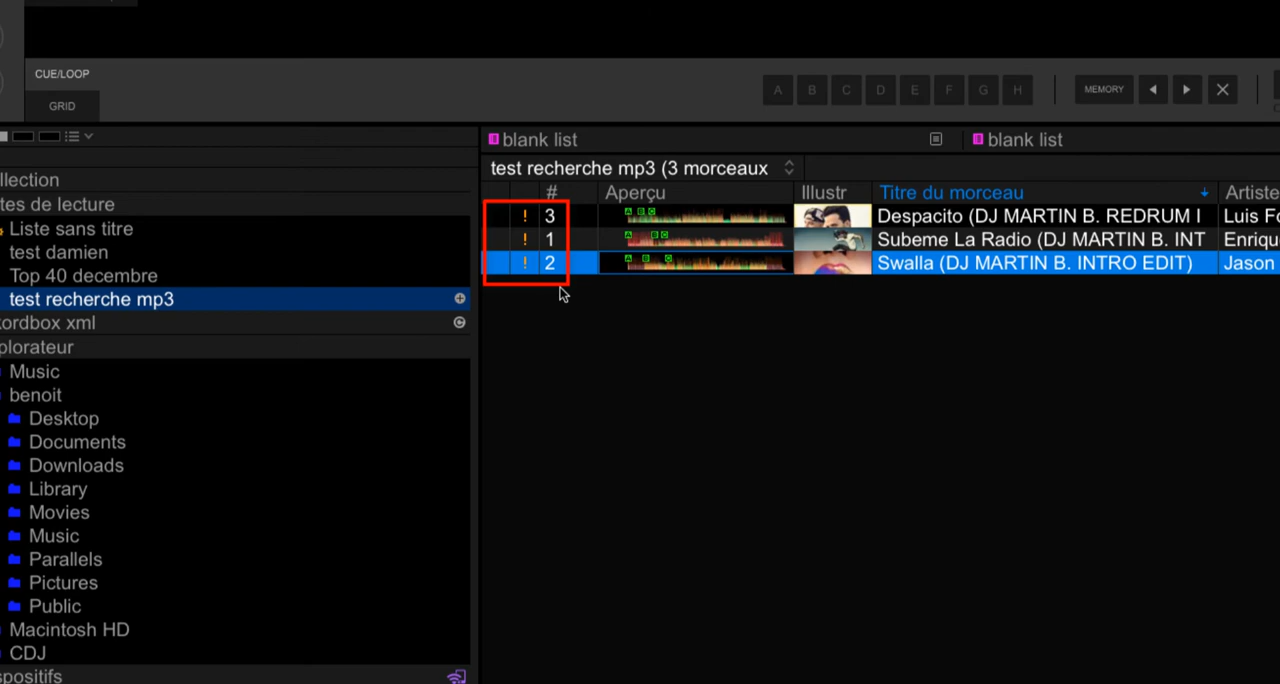 CUE/LOOP
GRID
A B C D E F G H MEMORY
blank list
blank list
test recherche mp3 (3 morceaux
# Aperçu Illustr Titre du morceau Artiste
! 3 A B C Despacito (DJ MARTIN B. REDRUM I Luis Fo
! 1 A B C Subeme La Radio (DJ MARTIN B. INT Enriqu
! 2 A B C Swalla (DJ MARTIN B. INTRO EDIT) Jason
llection
tes de lecture
Liste sans titre
test damien
Top 40 decembre
test recherche mp3
kordbox xml
plorateur
Music
benoit
Desktop
Documents
Downloads
Library
Movies
Music
Parallels
Pictures
Public
Macintosh HD
CDJ
spositifs